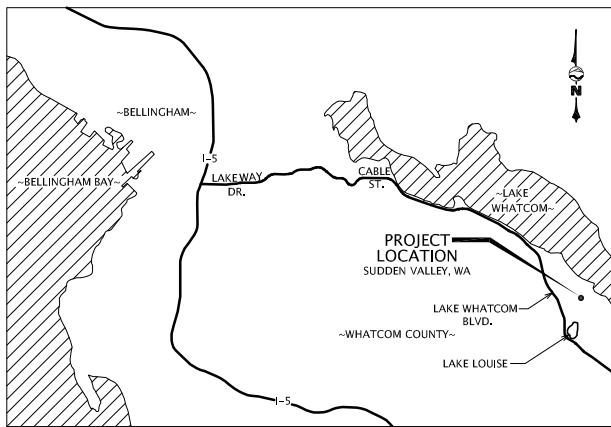 ~BELLINGHAM~
N
I-5
LAKEWAY
DR.
CABLE
ST.
~BELLINGHAM BAY~
~LAKE
WHATCOM~
PROJECT
LOCATION
SUDDEN VALLEY, WA
LAKE WHATCOM
BLVD.
~WHATCOM COUNTY~
LAKE LOUISE
I-5